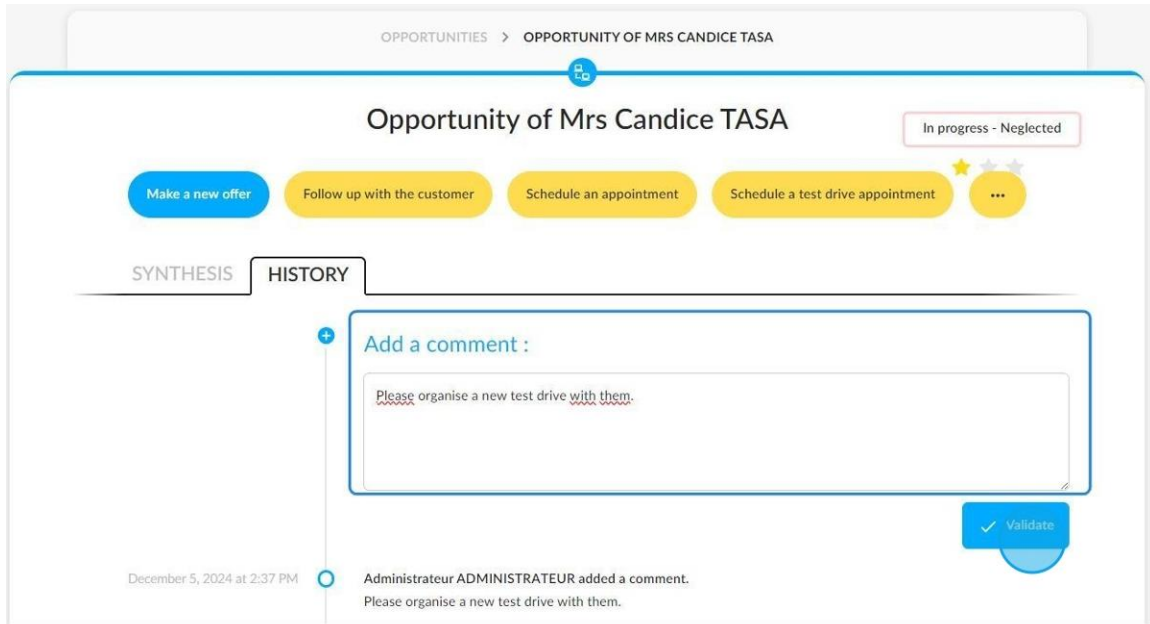 OPPORTUNITIES > OPPORTUNITY OF MRS CANDICE TASA
Opportunity of Mrs Candice TASA
In progress - Neglected
Make a new offer
Follow up with the customer
Schedule an appointment
Schedule a test drive appointment
...
SYNTHESIS
HISTORY
Add a comment :
Please organise a new test drive with them.
Validate
December 5, 2024 at 2:37 PM
Administrateur ADMINISTRATEUR added a comment.
Please organise a new test drive with them.